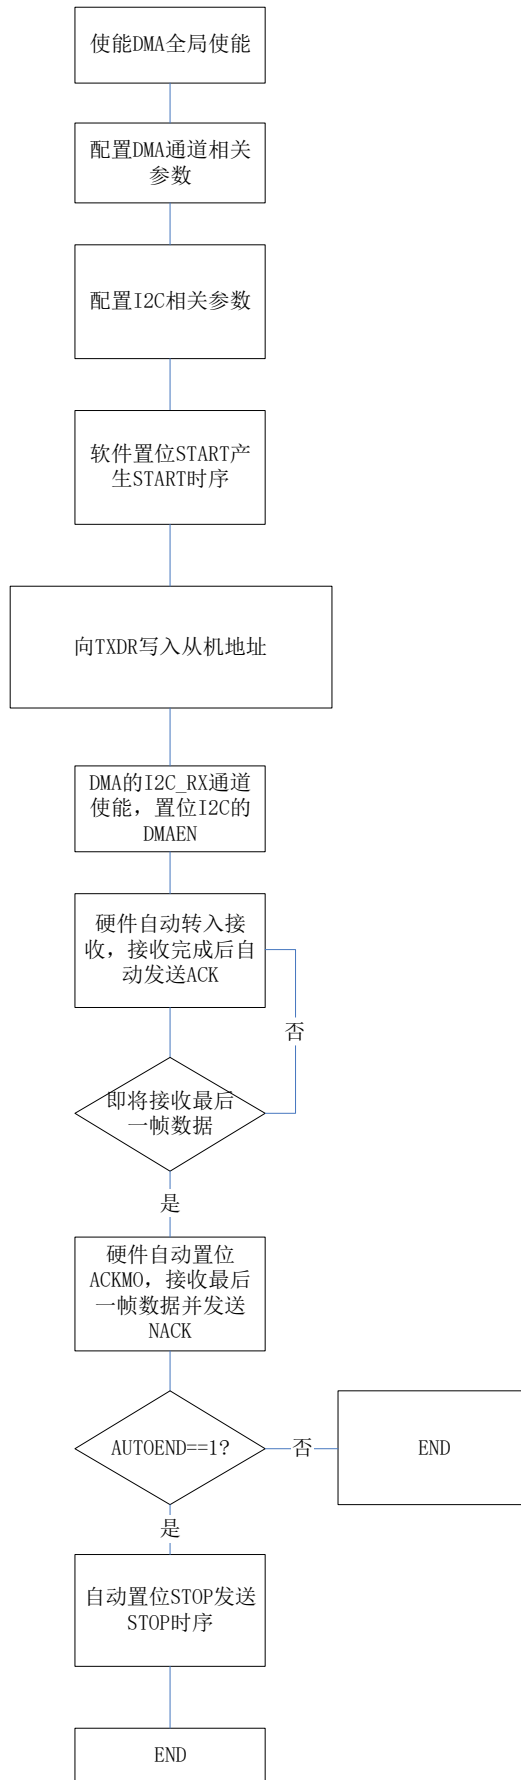 使能DMA全局使能
配置DMA通道相关
参数
配置I2C相关参数
软件置位START产
生START时序
向TXDR写入从机地址
DMA的I2C_RX通道
使能，置位I2C的
DMAEN
硬件自动转入接
收，接收完成后自
动发送ACK
否
即将接收最后
一帧数据
是
硬件自动置位
ACKMO，接收最后
一帧数据并发送
NACK
AUTOEND==1?
否
END
是
自动置位STOP发送
STOP时序
END